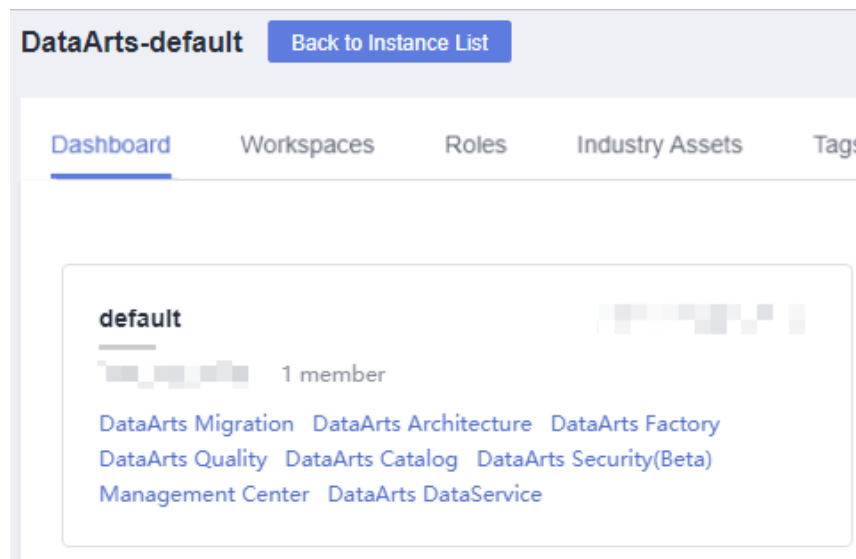 DataArts-default Back to Instance List
Dashboard Workspaces Roles Industry Assets Tags
default
1 member
DataArts Migration DataArts Architecture DataArts Factory
DataArts Quality DataArts Catalog DataArts Security(Beta)
Management Center DataArts DataService